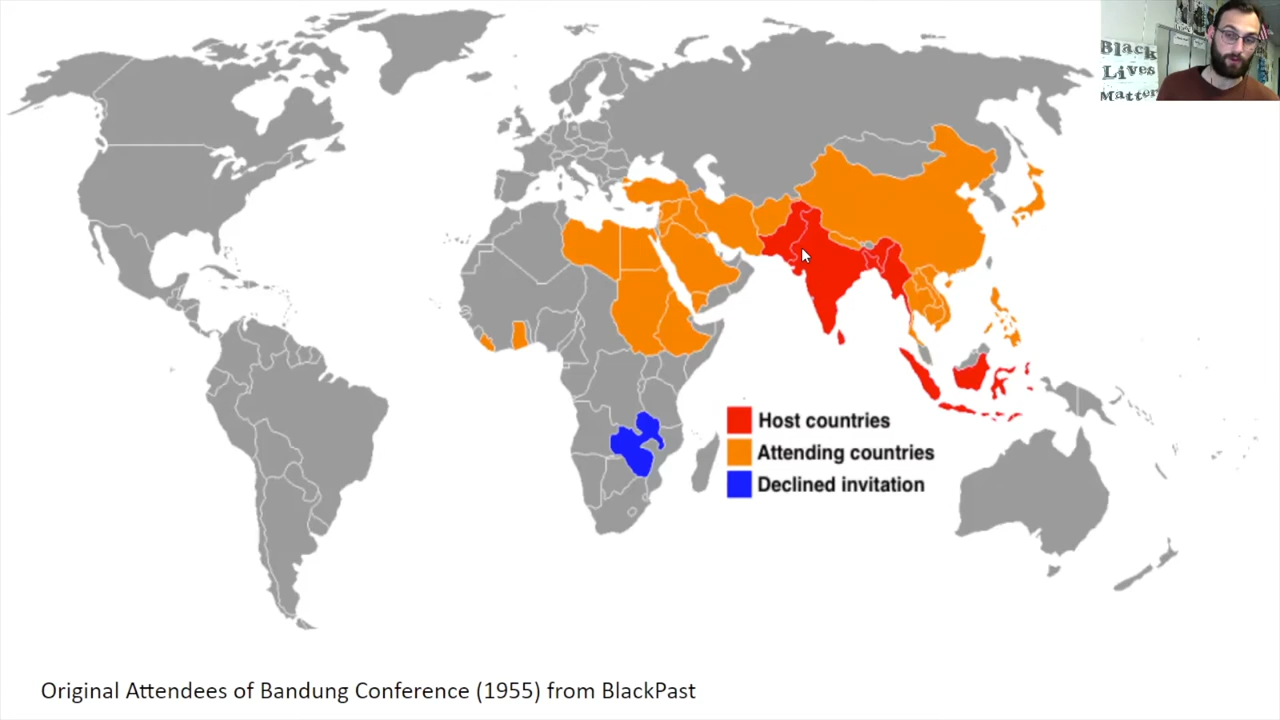 Black
Lives
Matter
Host countries
Attending countries
Declined invitation
Original Attendees of Bandung Conference (1955) from BlackPast